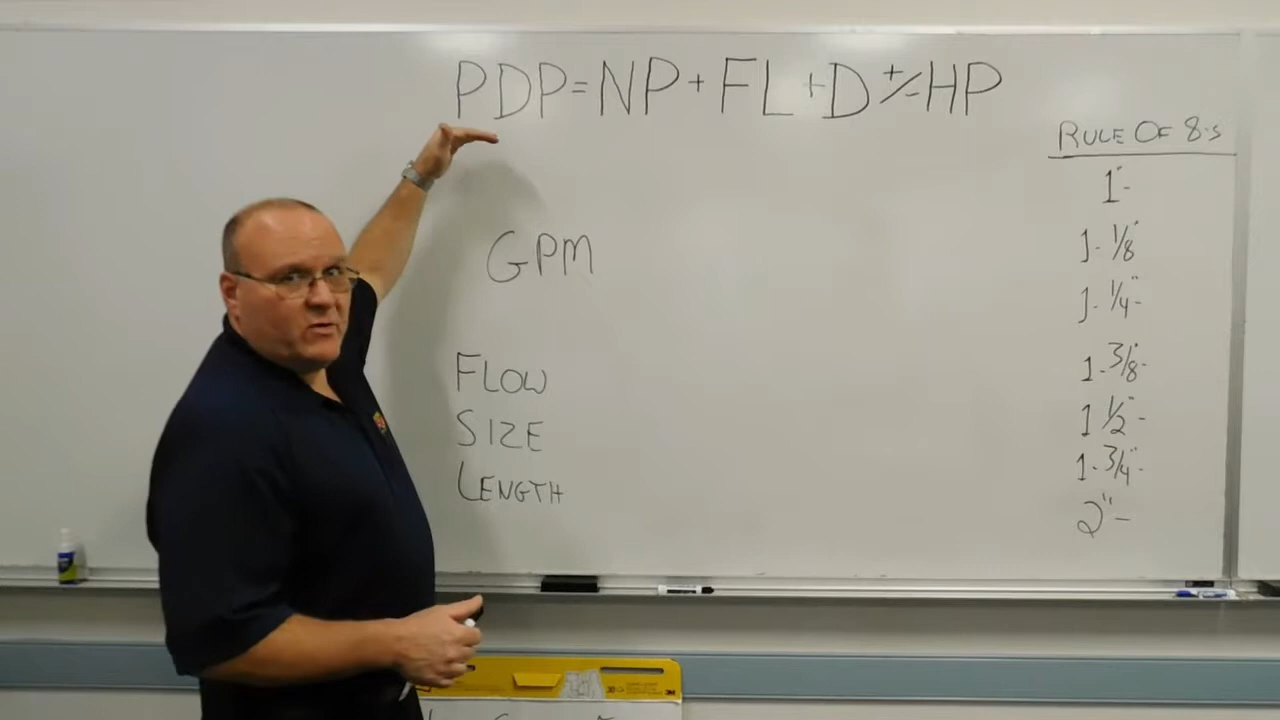 PDP=NP+FL+D+/-HP
RULE OF 8's
1"-
1-1/8"
1-1/4"-
1-3/8"-
1 1/2"-
1-3/4"-
2"-
GPM
FLOW
SIZE
LENGTH
3M